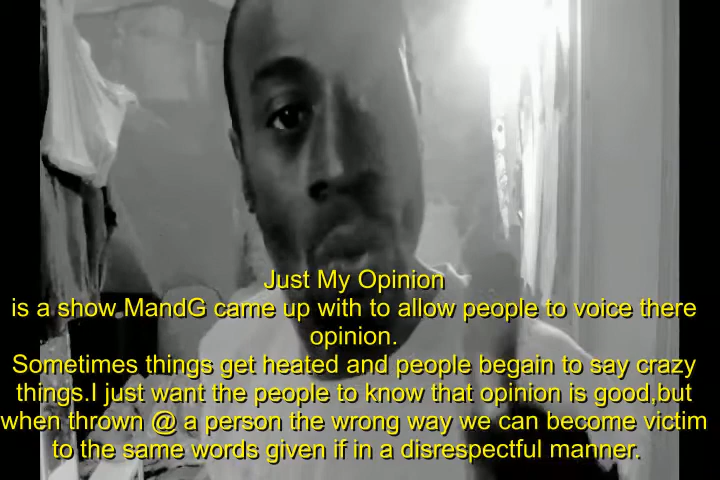 Just My Opinion
is a show MandG came up with to allow people to voice there
opinion.
Sometimes things get heated and people begain to say crazy
things.I just want the people to know that opinion is good,but
when thrown @ a person the wrong way we can become victim
to the same words given if in a disrespectful manner.